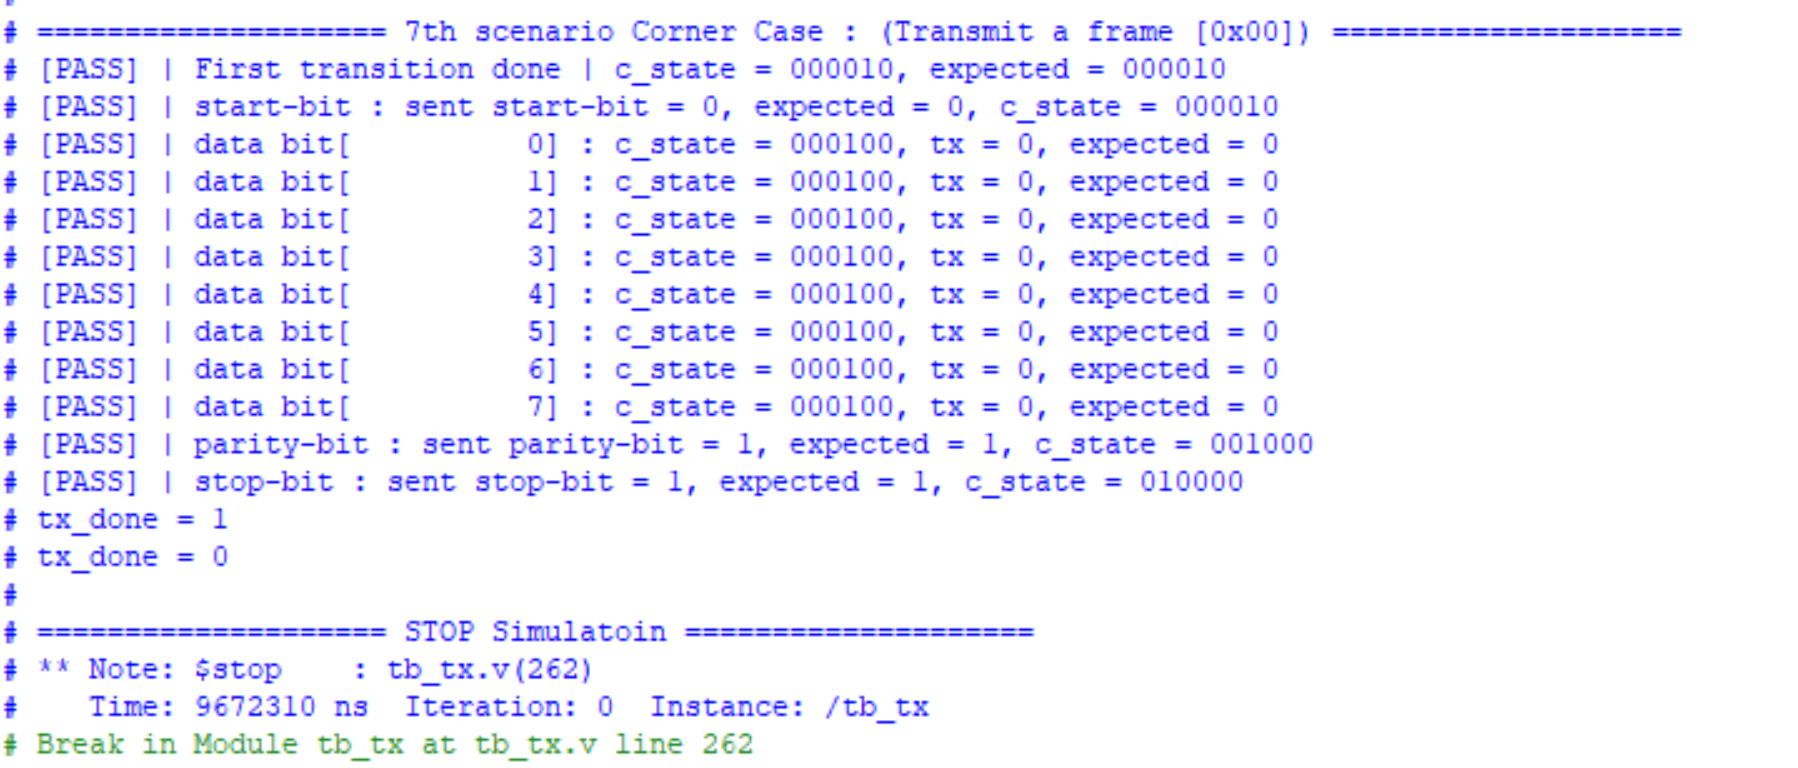 #
# ==================== 7th scenario Corner Case : (Transmit a frame [0x00]) ====================
# [PASS] | First transition done | c_state = 000010, expected = 000010
# [PASS] | start-bit : sent start-bit = 0, expected = 0, c_state = 000010
# [PASS] | data bit[          0] : c_state = 000100, tx = 0, expected = 0
# [PASS] | data bit[          1] : c_state = 000100, tx = 0, expected = 0
# [PASS] | data bit[          2] : c_state = 000100, tx = 0, expected = 0
# [PASS] | data bit[          3] : c_state = 000100, tx = 0, expected = 0
# [PASS] | data bit[          4] : c_state = 000100, tx = 0, expected = 0
# [PASS] | data bit[          5] : c_state = 000100, tx = 0, expected = 0
# [PASS] | data bit[          6] : c_state = 000100, tx = 0, expected = 0
# [PASS] | data bit[          7] : c_state = 000100, tx = 0, expected = 0
# [PASS] | parity-bit : sent parity-bit = 1, expected = 1, c_state = 001000
# [PASS] | stop-bit : sent stop-bit = 1, expected = 1, c_state = 010000
# tx_done = 1
# tx_done = 0
#
# ==================== STOP Simulatoin ====================
# ** Note: $stop    : tb_tx.v(262)
#    Time: 9672310 ns  Iteration: 0  Instance: /tb_tx
# Break in Module tb_tx at tb_tx.v line 262